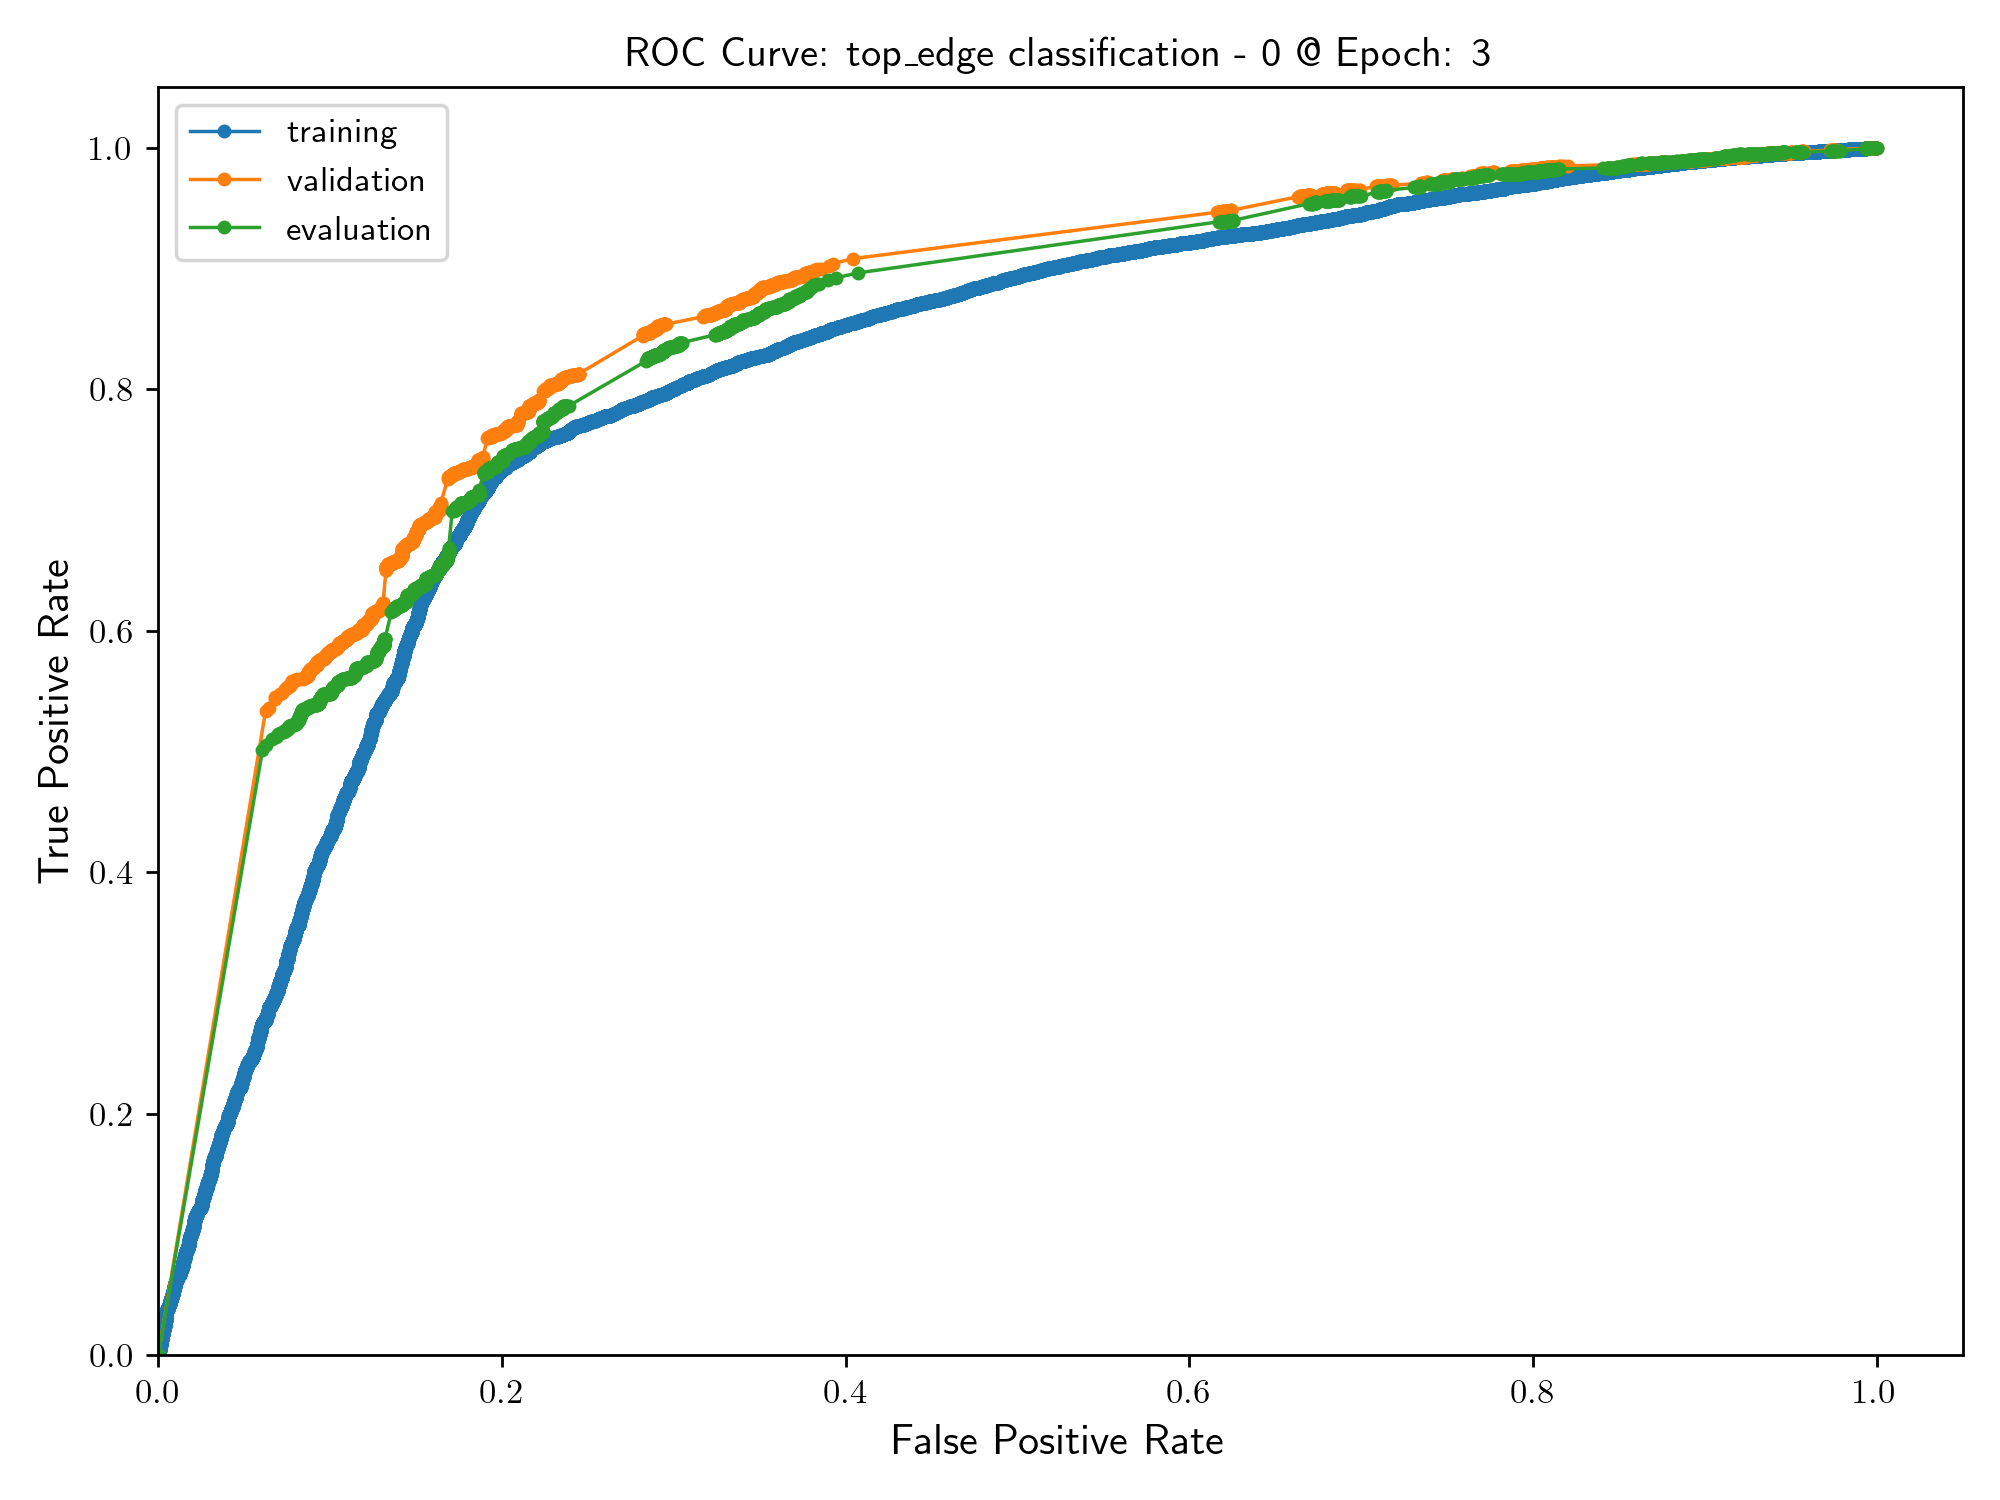 ROC Curve: top_edge classification - 0 @ Epoch: 3
training
validation
evaluation
True Positive Rate
1.0
0.8
0.6
0.4
0.2
0.0
0.0 0.2 0.4 0.6 0.8 1.0
False Positive Rate